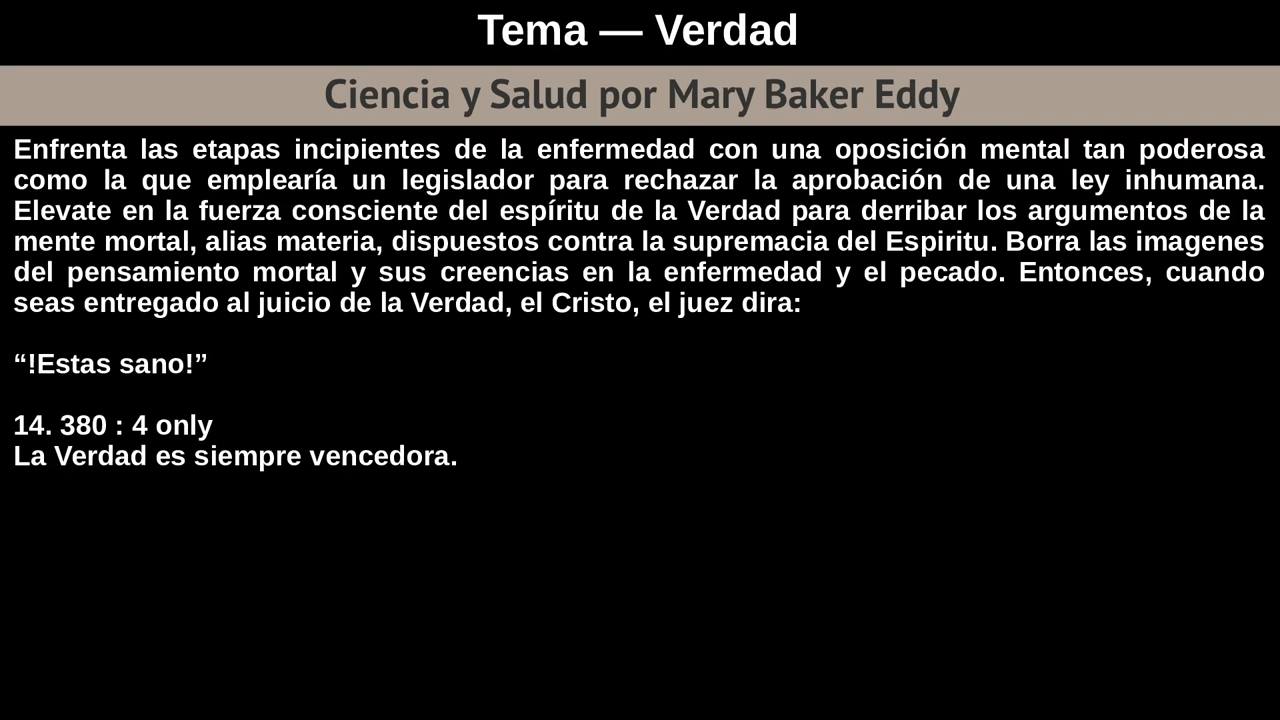 Tema — Verdad
Ciencia y Salud por Mary Baker Eddy
Enfrenta las etapas incipientes de la enfermedad con una oposición mental tan poderosa
como la que emplearía un legislador para rechazar la aprobación de una ley inhumana.
Elevate en la fuerza consciente del espíritu de la Verdad para derribar los argumentos de la
mente mortal, alias materia, dispuestos contra la supremacia del Espiritu. Borra las imagenes
del pensamiento mortal y sus creencias en la enfermedad y el pecado. Entonces, cuando
seas entregado al juicio de la Verdad, el Cristo, el juez dira:
“!Estas sano!”
14. 380 : 4 only
La Verdad es siempre vencedora.